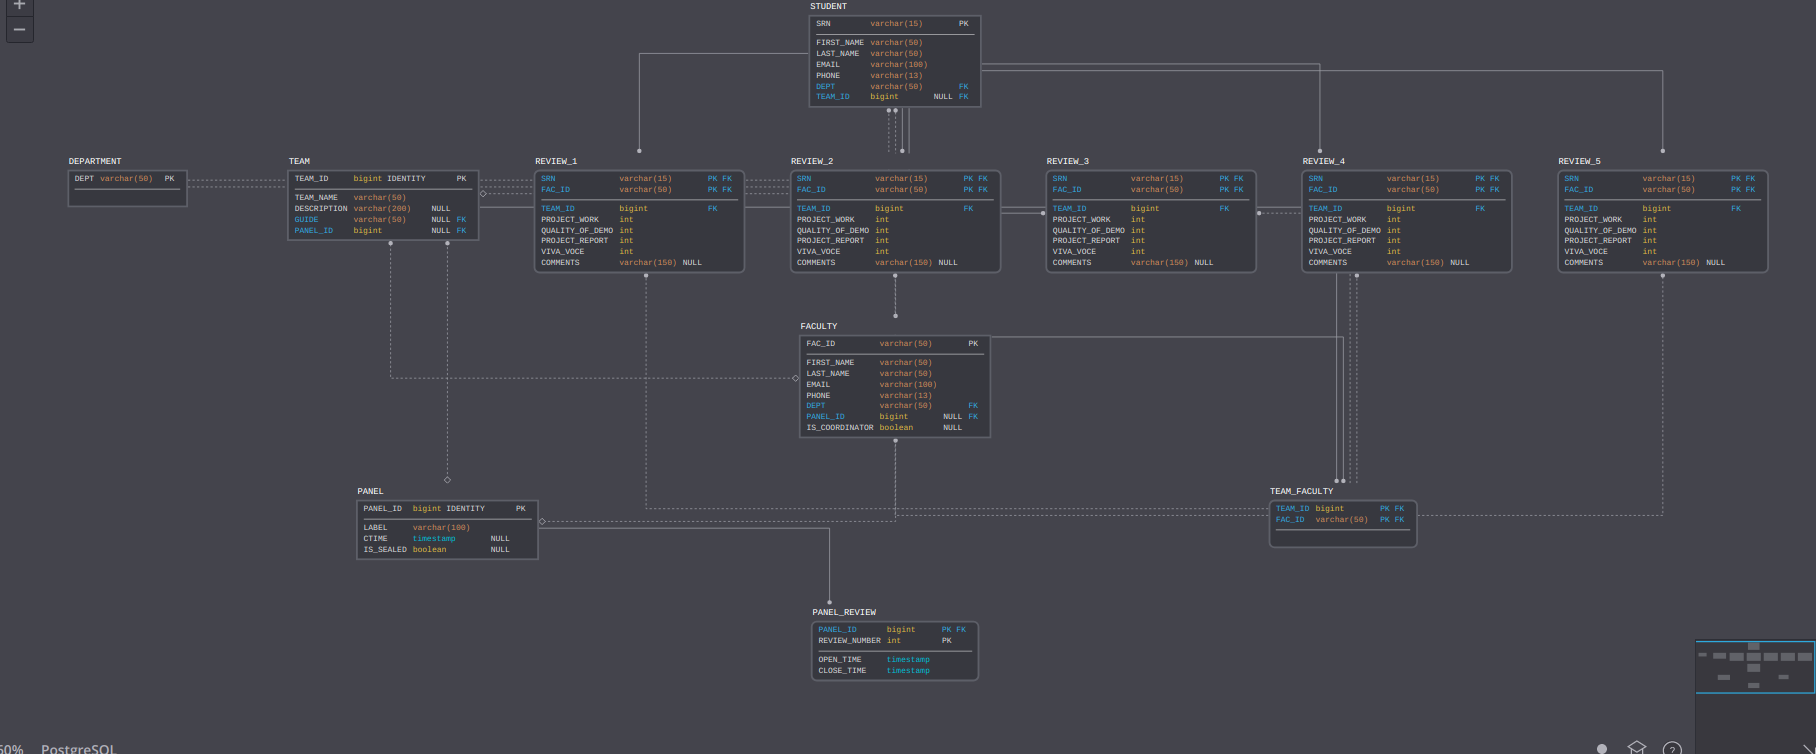 STUDENT
SRN varchar(15) PK
FIRST_NAME varchar(50)
LAST_NAME varchar(50)
EMAIL varchar(100)
PHONE varchar(13)
DEPT varchar(50) FK
TEAM_ID bigint NULL FK
DEPARTMENT
DEPT varchar(50) PK
TEAM
TEAM_ID bigint IDENTITY PK
TEAM_NAME varchar(50)
DESCRIPTION varchar(200) NULL
GUIDE varchar(50) NULL FK
PANEL_ID bigint NULL FK
REVIEW_1
SRN varchar(15) PK FK
FAC_ID varchar(50) PK FK
TEAM_ID bigint FK
PROJECT_WORK int
QUALITY_OF_DEMO int
PROJECT_REPORT int
VIVA_VOCE int
COMMENTS varchar(150) NULL
REVIEW_2
SRN varchar(15) PK FK
FAC_ID varchar(50) PK FK
TEAM_ID bigint FK
PROJECT_WORK int
QUALITY_OF_DEMO int
PROJECT_REPORT int
VIVA_VOCE int
COMMENTS varchar(150) NULL
REVIEW_3
SRN varchar(15) PK FK
FAC_ID varchar(50) PK FK
TEAM_ID bigint FK
PROJECT_WORK int
QUALITY_OF_DEMO int
PROJECT_REPORT int
VIVA_VOCE int
COMMENTS varchar(150) NULL
REVIEW_4
SRN varchar(15) PK FK
FAC_ID varchar(50) PK FK
TEAM_ID bigint FK
PROJECT_WORK int
QUALITY_OF_DEMO int
PROJECT_REPORT int
VIVA_VOCE int
COMMENTS varchar(150) NULL
REVIEW_5
SRN varchar(15) PK FK
FAC_ID varchar(50) PK FK
TEAM_ID bigint FK
PROJECT_WORK int
QUALITY_OF_DEMO int
PROJECT_REPORT int
VIVA_VOCE int
COMMENTS varchar(150) NULL
FACULTY
FAC_ID varchar(50) PK
FIRST_NAME varchar(50)
LAST_NAME varchar(50)
EMAIL varchar(100)
PHONE varchar(13)
DEPT varchar(50) FK
PANEL_ID bigint NULL FK
IS_COORDINATOR boolean NULL
PANEL
PANEL_ID bigint IDENTITY PK
LABEL varchar(100)
CTIME timestamp NULL
IS_SEALED boolean NULL
TEAM_FACULTY
TEAM_ID bigint PK FK
FAC_ID varchar(50) PK FK
PANEL_REVIEW
PANEL_ID bigint PK FK
REVIEW_NUMBER int PK
OPEN_TIME timestamp
CLOSE_TIME timestamp
PostgreSQL